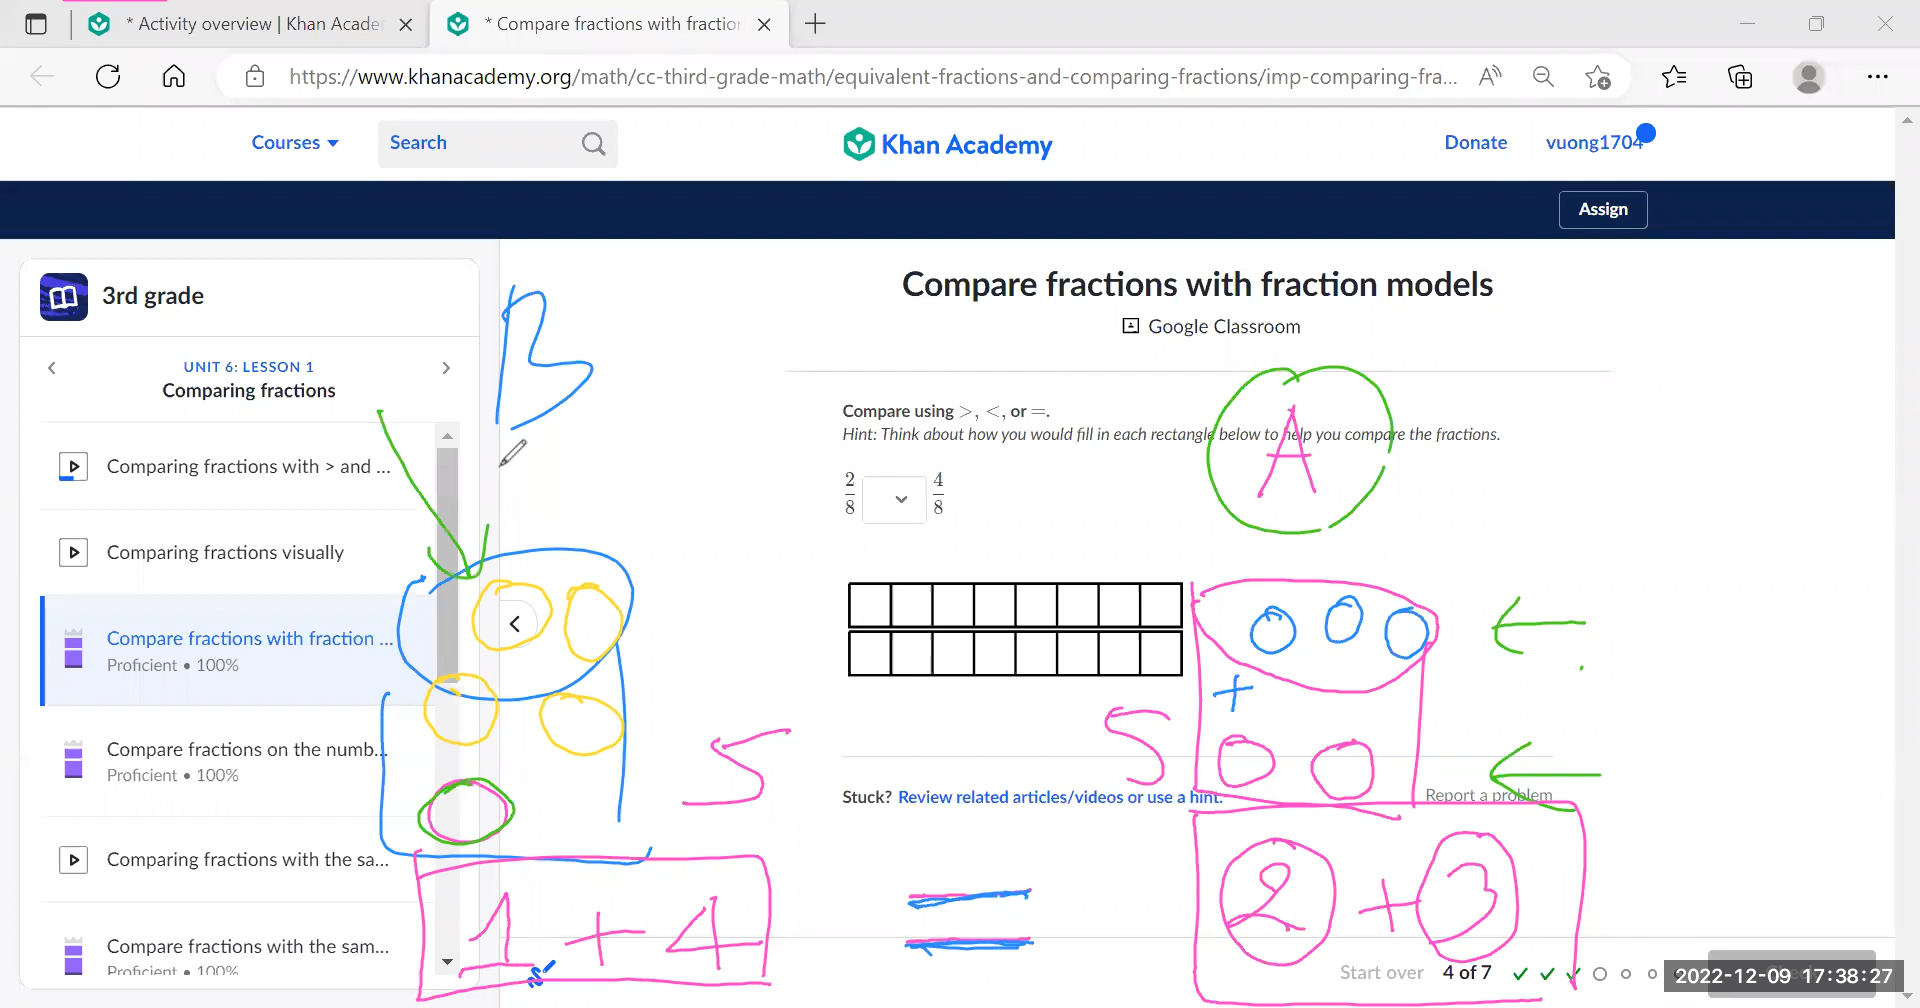 * Activity overview | Khan Acade
* Compare fractions with fraction
https://www.khanacademy.org/math/cc-third-grade-math/equivalent-fractions-and-comparing-fractions/imp-comparing-fra...
Courses
Search
Khan Academy
Donate
vuong1704
Assign
3rd grade
UNIT 6: LESSON 1
Comparing fractions
Comparing fractions with > and ...
Comparing fractions visually
Compare fractions with fraction ...
Proficient • 100%
Compare fractions on the numb...
Proficient • 100%
Comparing fractions with the sa...
Compare fractions with the sam...
Proficient • 100%
B
Compare fractions with fraction models
Google Classroom
Compare using >, <, or =.
Hint: Think about how you would fill in each rectangle below to help you compare the fractions.
A
2/8
4/8
+
5
5
Stuck? Review related articles/videos or use a hint.
Report a problem
1 + 4
=
2 + 3
Start over
4 of 7
2022-12-09 17:38:27